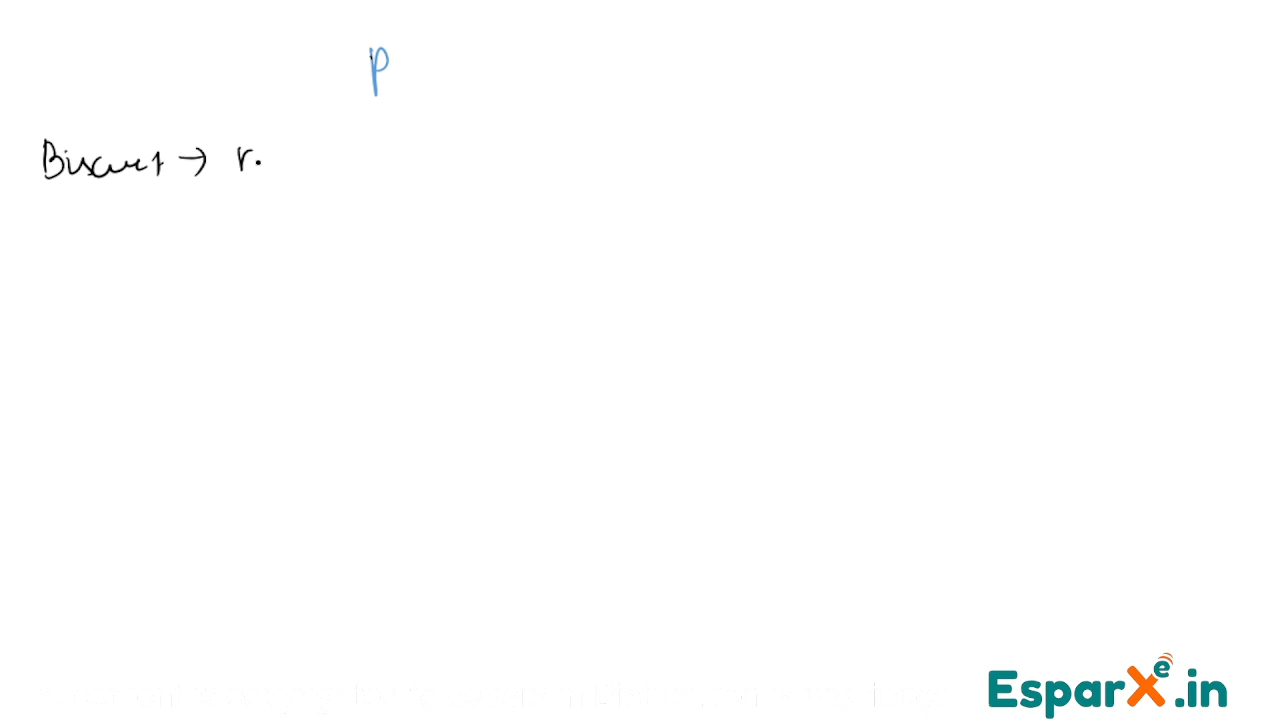 P
Biscuit → r.
EsparXe.in